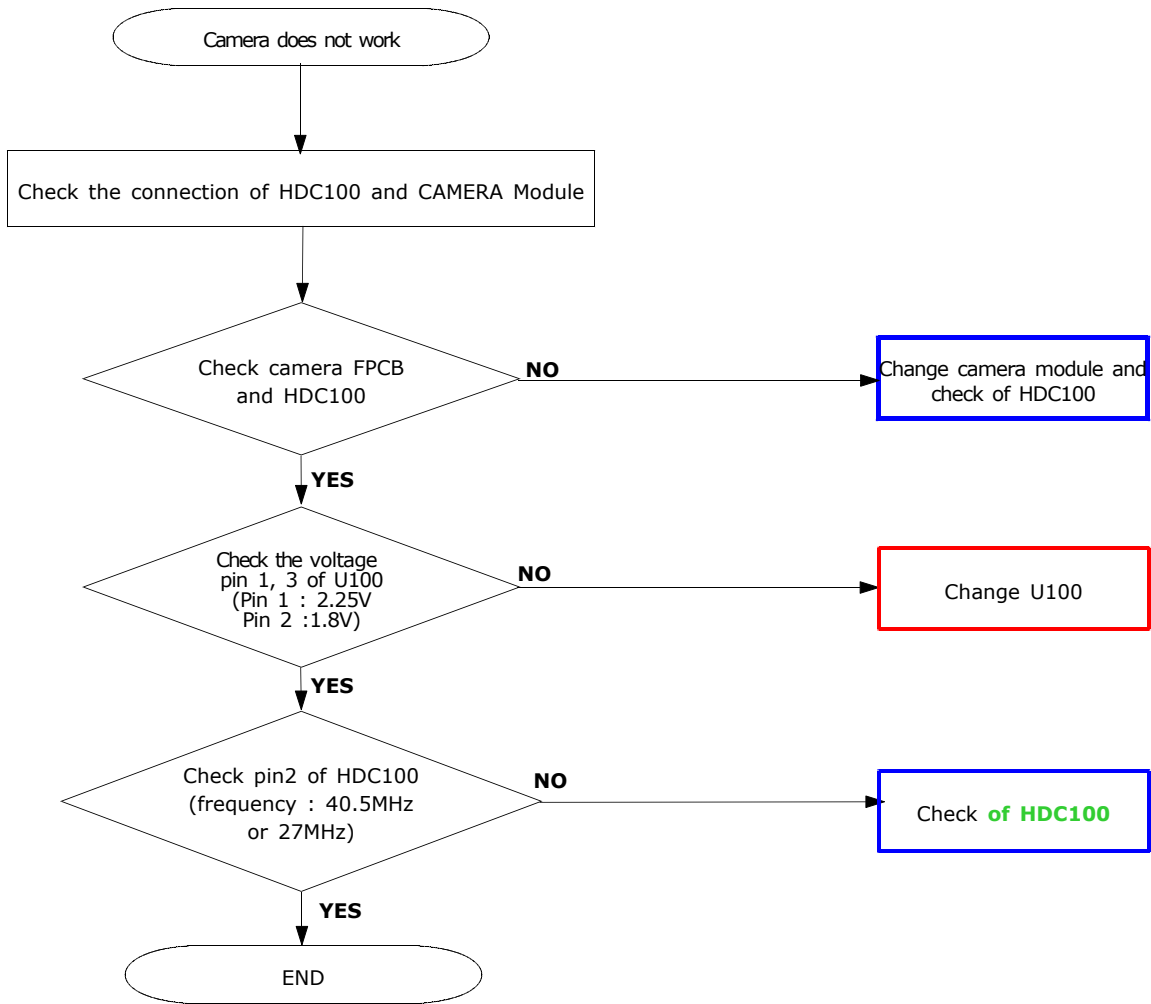 Camera does not work
Check the connection of HDC100 and CAMERA Module
Check camera FPCB
and HDC100
NO
Change camera module and
check of HDC100
YES
Check the voltage
pin 1, 3 of U100
(Pin 1 : 2.25V
Pin 2 :1.8V)
NO
Change U100
YES
Check pin2 of HDC100
(frequency : 40.5MHz
or 27MHz)
NO
Check of HDC100
YES
END